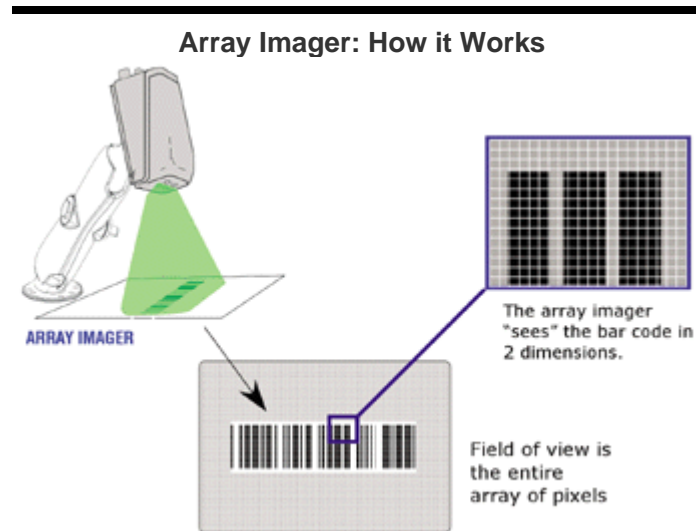 Array Imager: How it Works
ARRAY IMAGER
The array imager
"sees" the bar code in
2 dimensions.
Field of view is
the entire
array of pixels